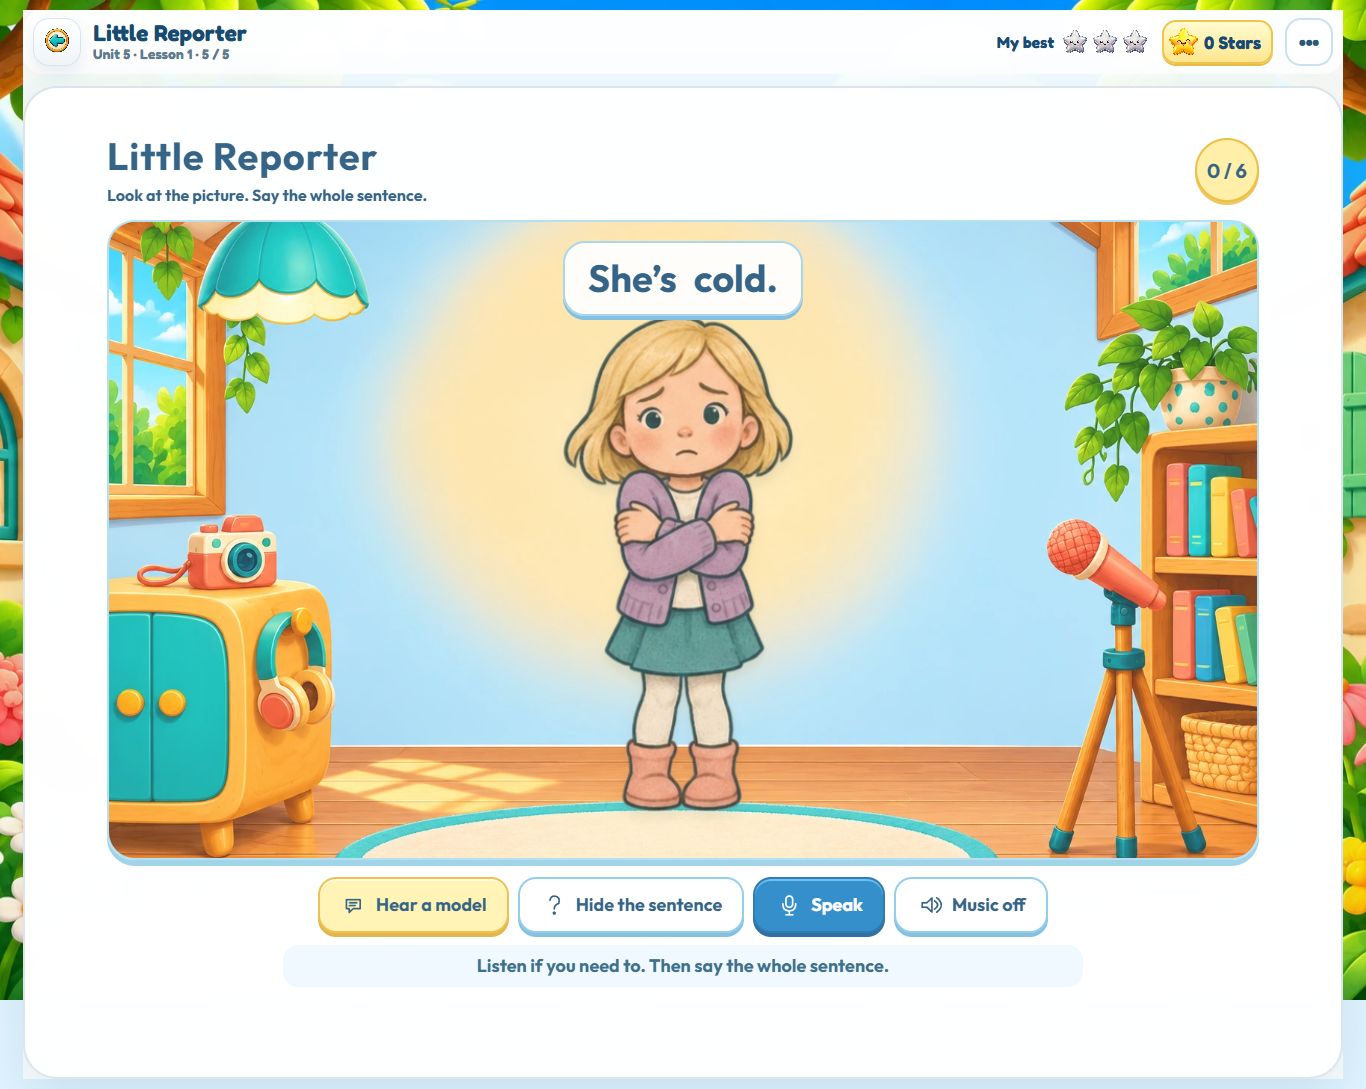 Little Reporter
Unit 5 · Lesson 1 · 5 / 5
My best
0 Stars
Little Reporter
Look at the picture. Say the whole sentence.
0 / 6
She’s cold.
Hear a model
? Hide the sentence
Speak
Music off
Listen if you need to. Then say the whole sentence.